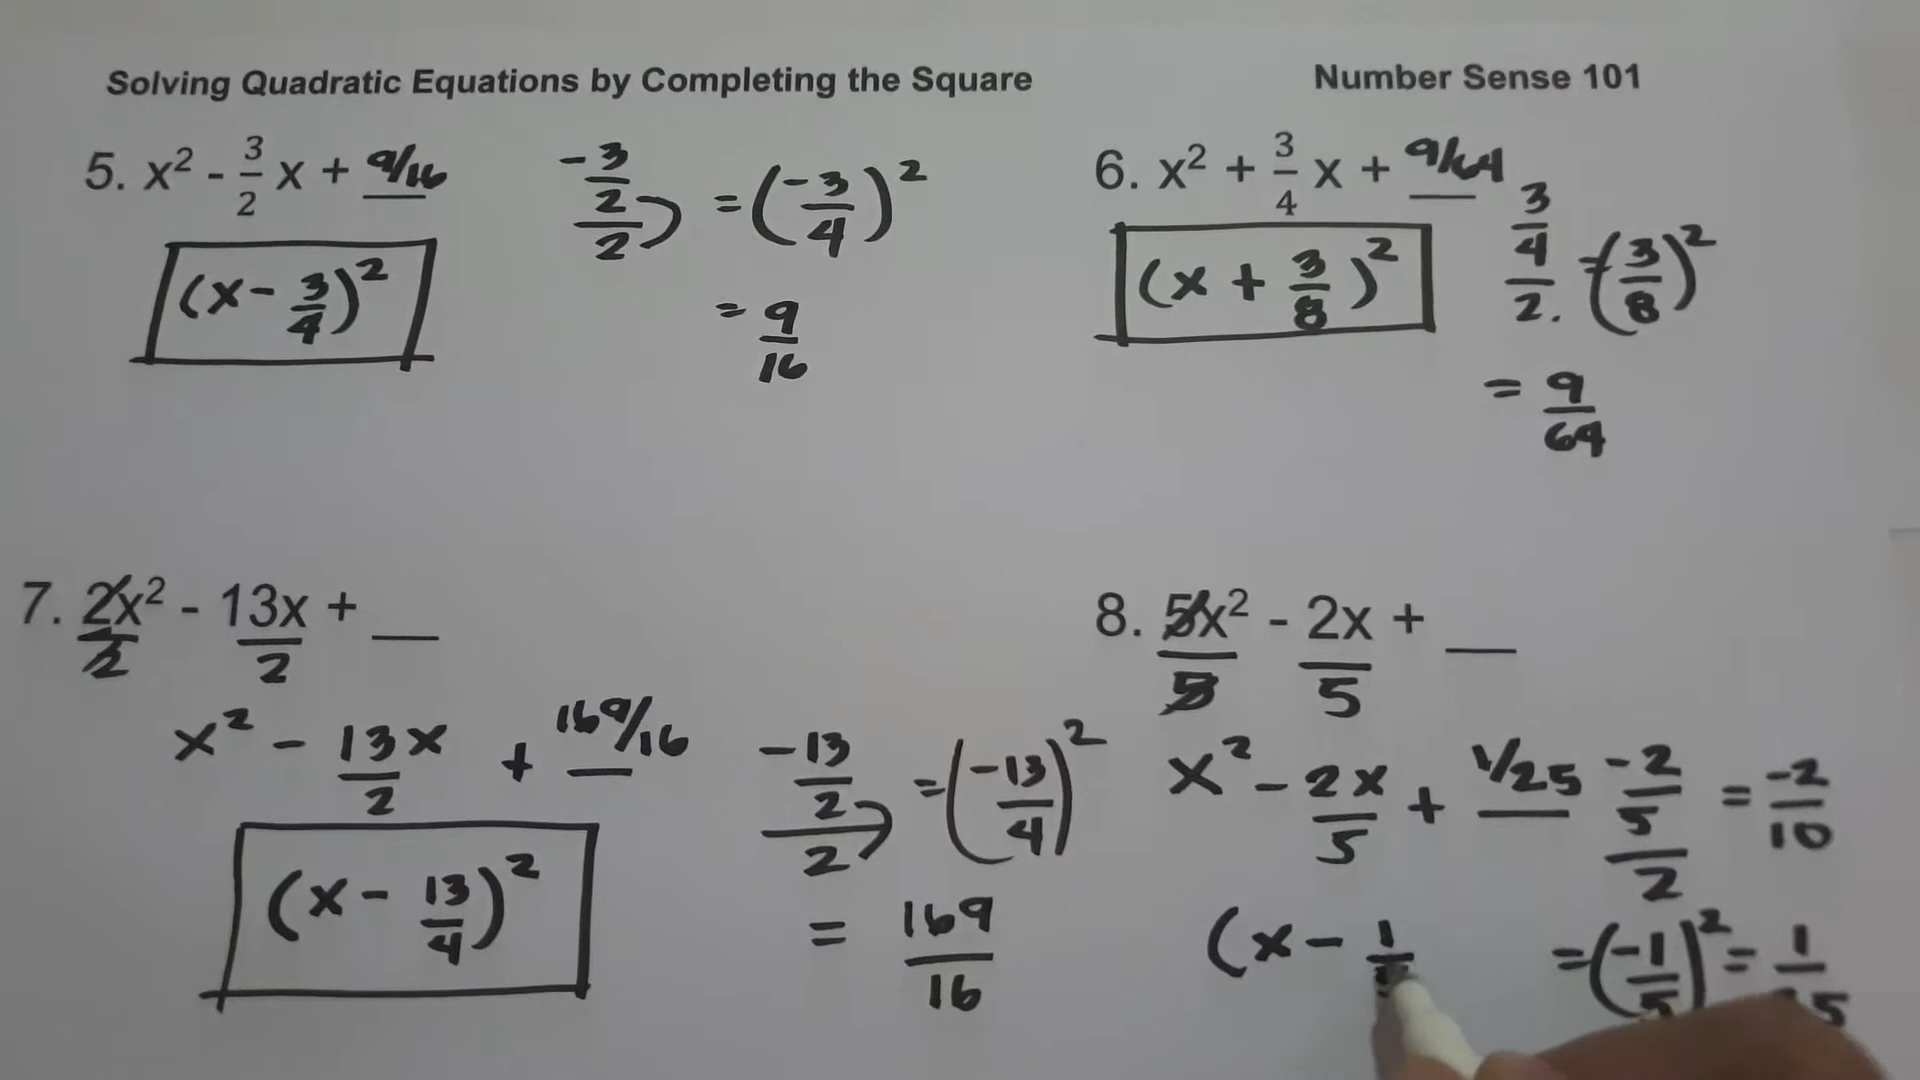 Solving Quadratic Equations by Completing the Square
Number Sense 101
5. x² - 3/2 x + 9/16
(x - 3/4)²
-3/2/2 = (-3/4)²
= 9/16
6. x² + 3/4 x + 9/64
(x + 3/8)²
3/4/2. = (3/8)²
= 9/64
7. 2x²/2 - 13x/2 + __
x² - 13x/2 + 169/16
(x - 13/4)²
-13/2/2 = (-13/4)²
= 169/16
8. 5x²/5 - 2x/5 + __
x² - 2x/5 + 1/25
-2/5/2 = -2/10
= (-1/5)² = 1/
(x - 1/